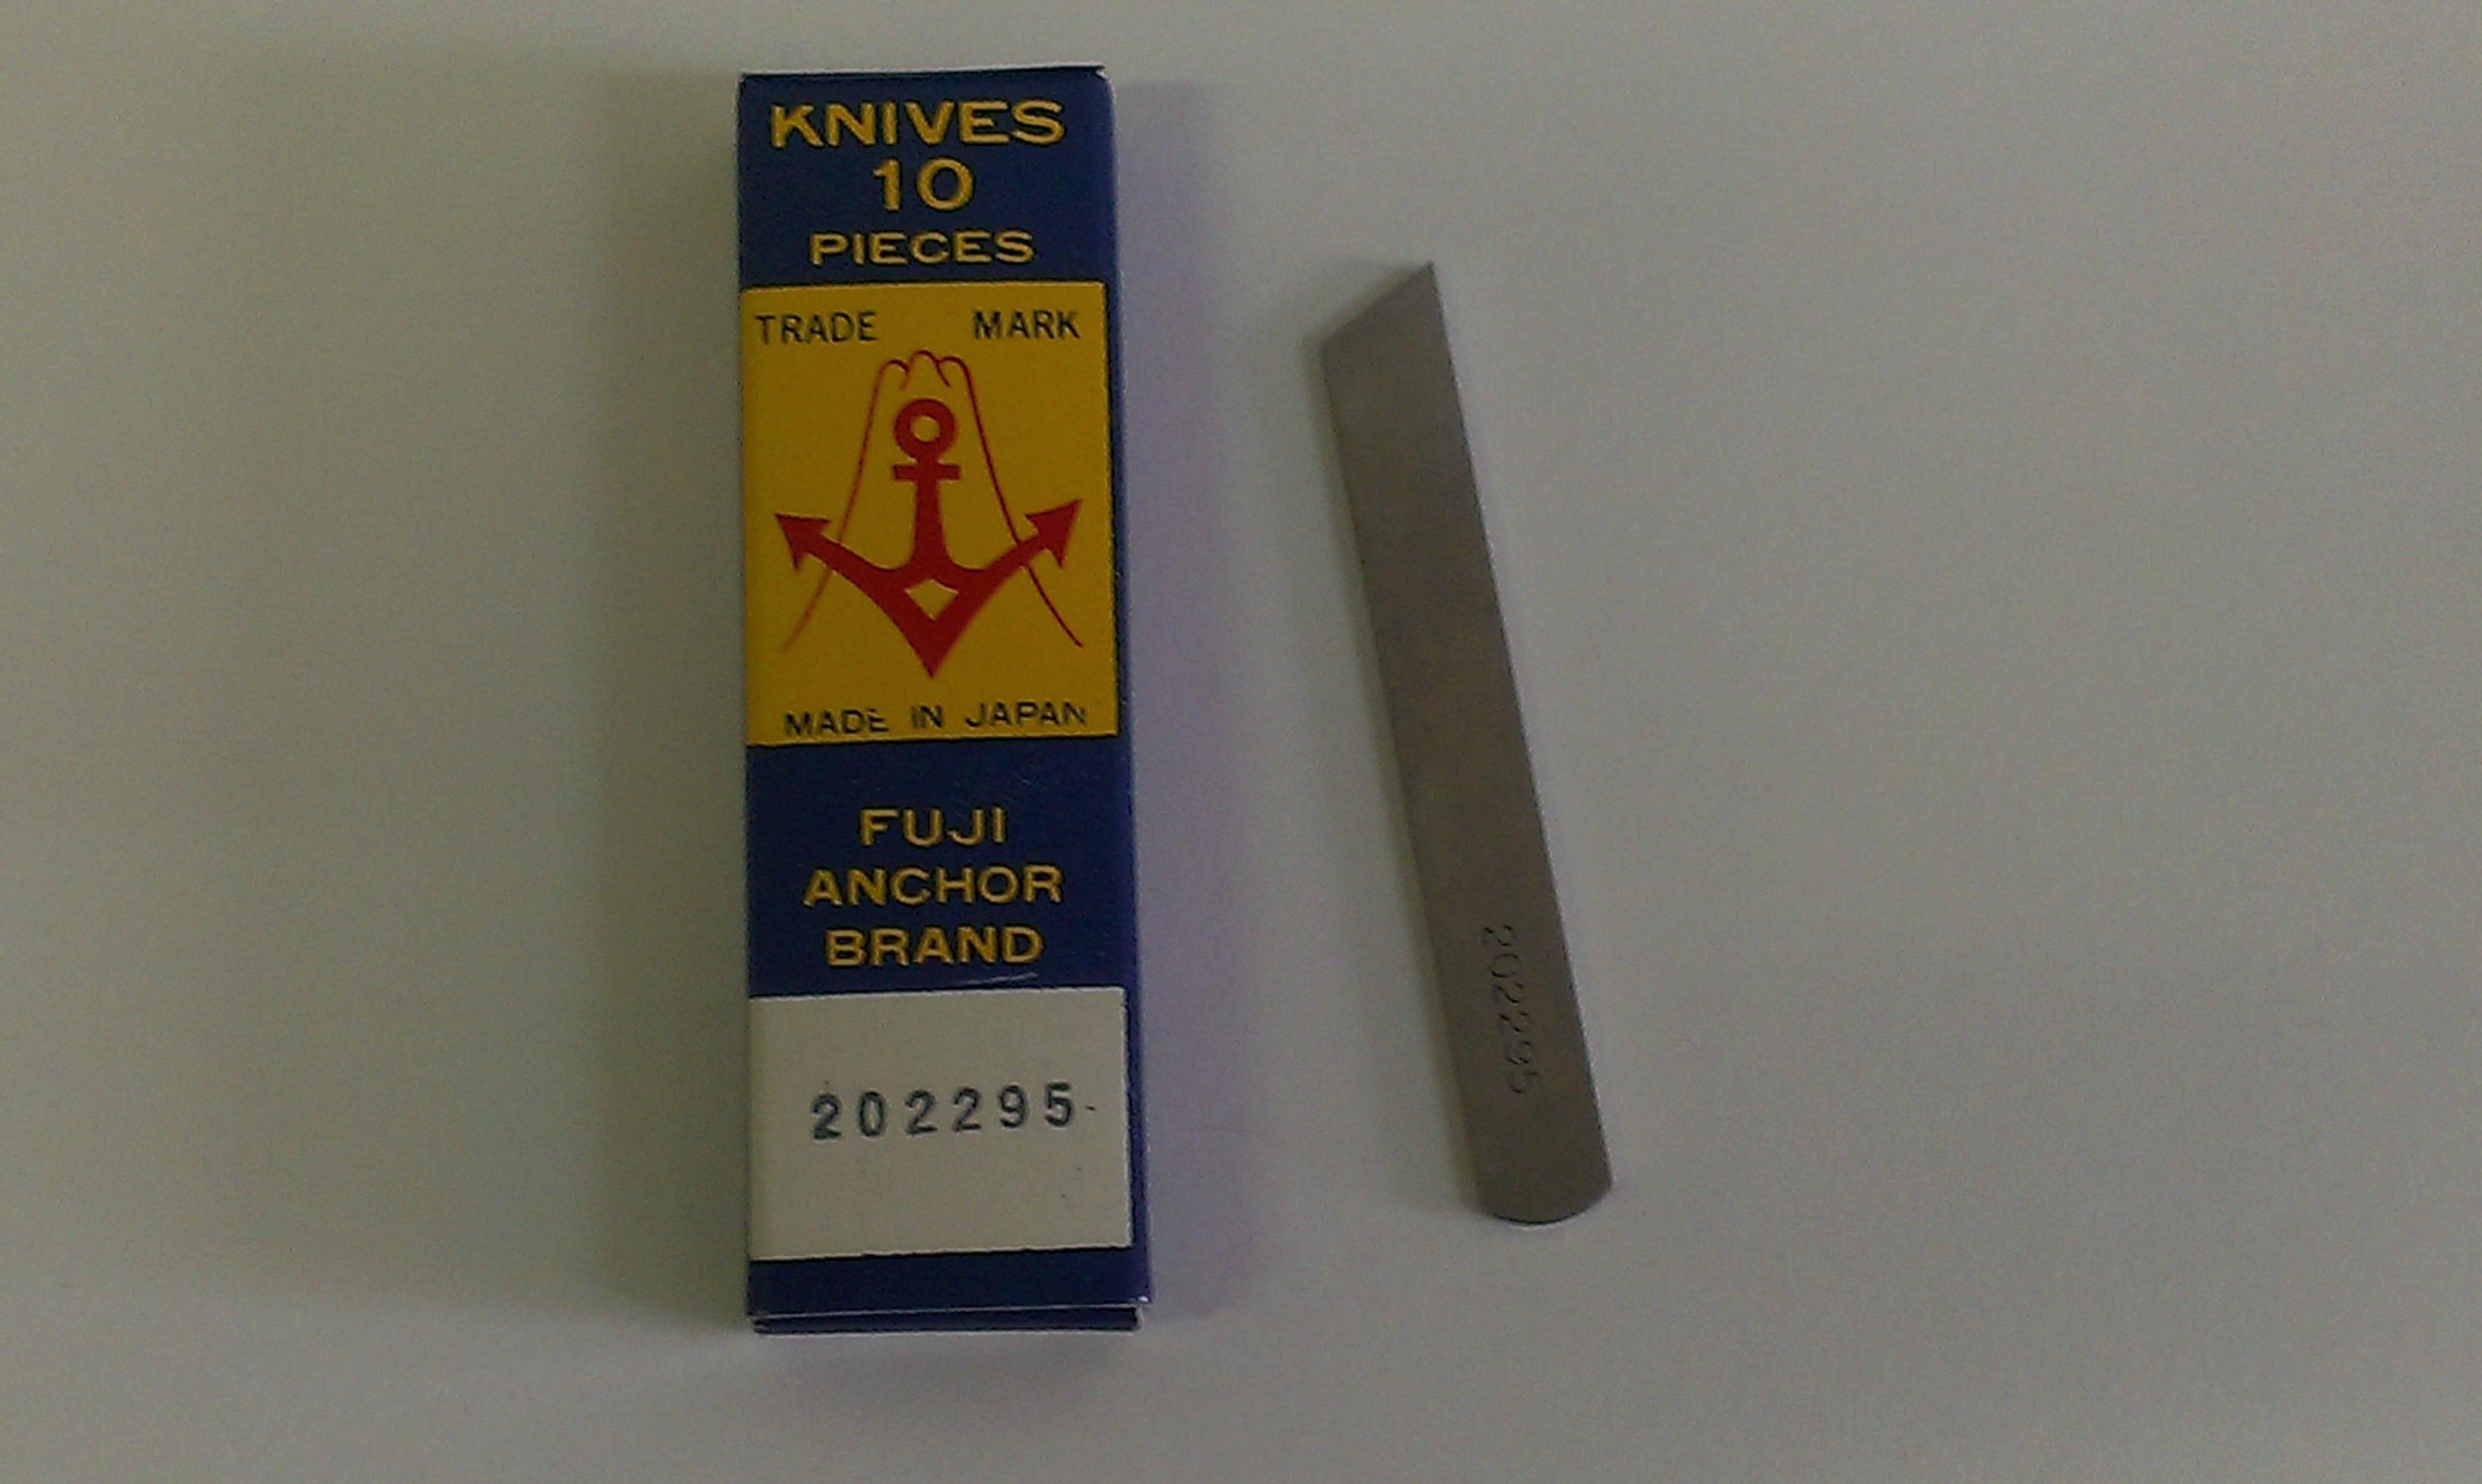 KNIVES
10
PIECES
TRADE MARK
MADE IN JAPAN
FUJI
ANCHOR
BRAND
202295
202295